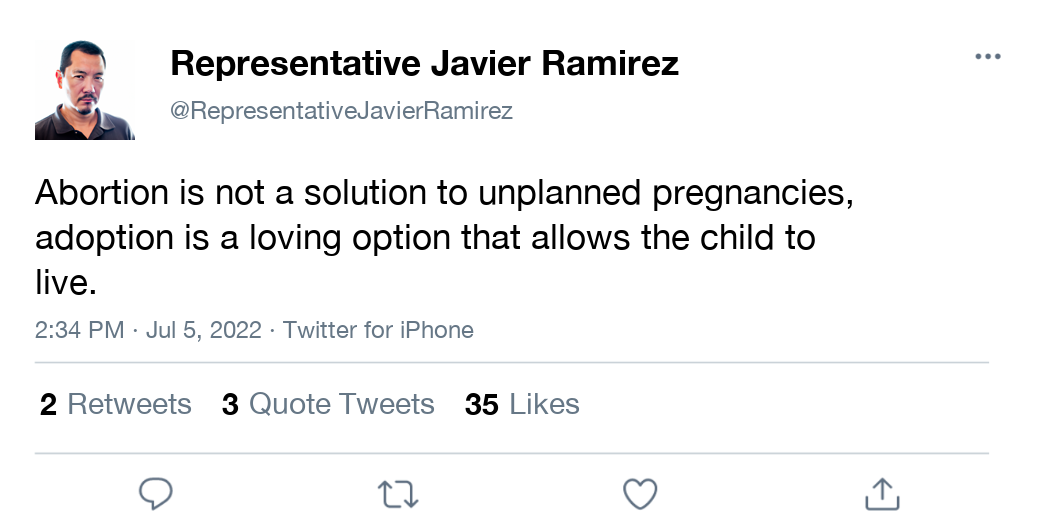 Representative Javier Ramirez
@RepresentativeJavierRamirez
Abortion is not a solution to unplanned pregnancies,
adoption is a loving option that allows the child to
live.
2:34 PM · Jul 5, 2022 · Twitter for iPhone
2 Retweets 3 Quote Tweets 35 Likes